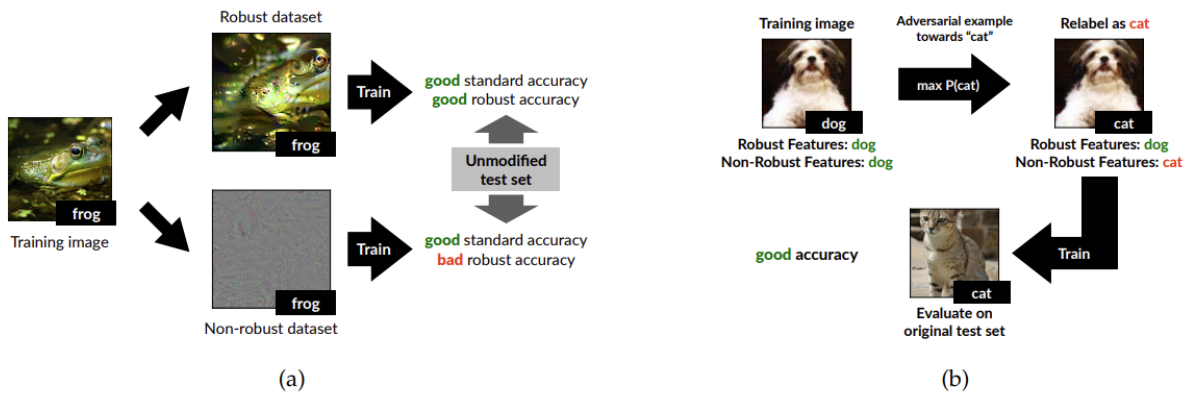 Robust dataset
frog
Train
good standard accuracy
good robust accuracy
frog
Training image
Unmodified
test set
frog
Non-robust dataset
Train
good standard accuracy
bad robust accuracy
(a)
Training image
dog
Robust Features: dog
Non-Robust Features: dog
Adversarial example
towards “cat”
max P(cat)
Relabel as cat
cat
Robust Features: dog
Non-Robust Features: cat
Train
good accuracy
cat
Evaluate on
original test set
(b)